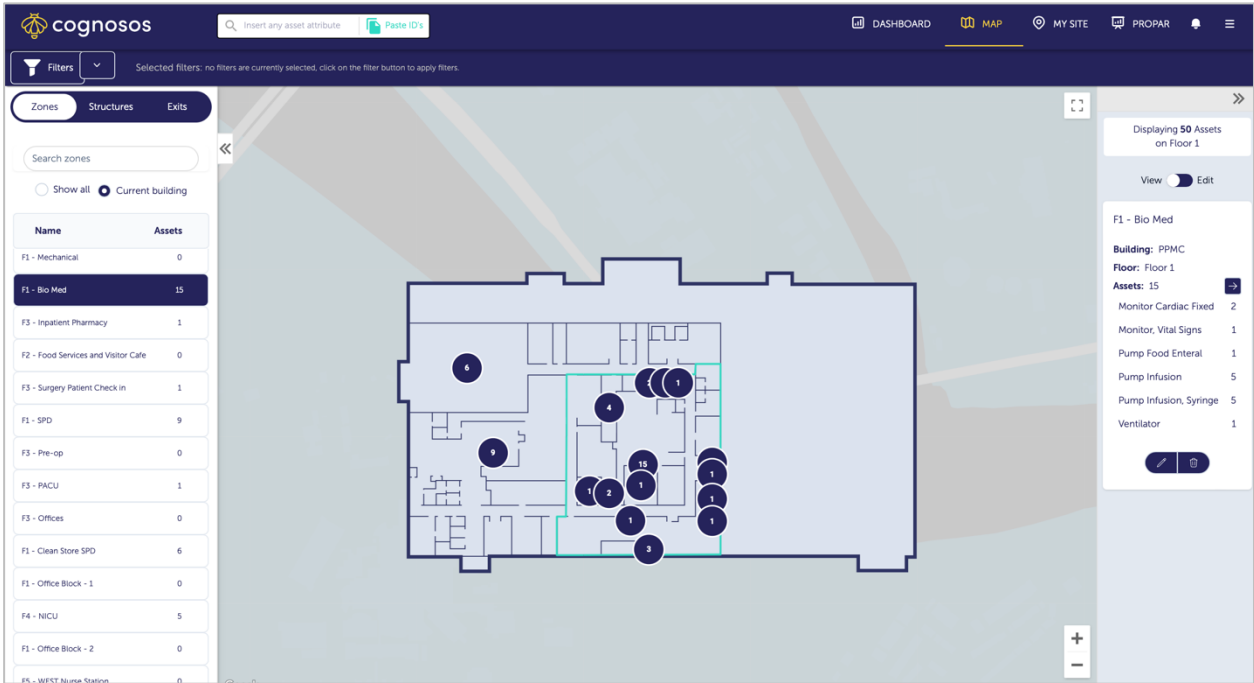 cognosos
Insert any asset attribute
Paste ID's
DASHBOARD
MAP
MY SITE
PROPAR
Filters
Selected filters: no filters are currently selected, click on the filter button to apply filters.
Zones Structures Exits
Search zones
Show all Current building
Name Assets
F1 - Mechanical 0
F1 - Bio Med 15
F3 - Inpatient Pharmacy 1
F2 - Food Services and Visitor Cafe 0
F3 - Surgery Patient Check in 1
F1 - SPD 9
F3 - Pre-op 0
F3 - PACU 1
F3 - Offices 0
F1 - Clean Store SPD 6
F1 - Office Block - 1 0
F4 - NICU 5
F1 - Office Block - 2 0
F5 - WEST Nurse Station 0
6
2
1
4
9
15
1
1
1
2
1
1
1
3
Displaying 50 Assets
on Floor 1
View Edit
F1 - Bio Med
Building: PPMC
Floor: Floor 1
Assets: 15
Monitor Cardiac Fixed 2
Monitor, Vital Signs 1
Pump Food Enteral 1
Pump Infusion 5
Pump Infusion, Syringe 5
Ventilator 1